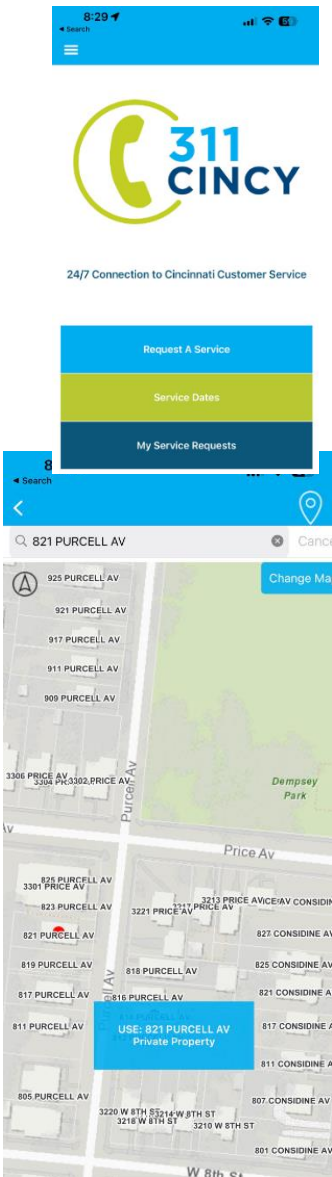 8:29
◄ Search
311
CINCY
24/7 Connection to Cincinnati Customer Service
Request A Service
Service Dates
My Service Requests
8
◄ Search
821 PURCELL AV
Cance
Change Ma
925 PURCELL AV
921 PURCELL AV
917 PURCELL AV
911 PURCELL AV
909 PURCELL AV
Purcell Av
3306 PRICE AV
3302 PRICE AV
Dempsey
Park
Av
Price Av
825 PURCELL AV
3301 PRICE AV
823 PURCELL AV
3213 PRICE AV
3221 PRICE AV
821 PURCELL AV
827 CONSIDINE AV
819 PURCELL AV
818 PURCELL AV
825 CONSIDINE AV
817 PURCELL AV
816 PURCELL AV
821 CONSIDINE AV
811 PURCELL AV
USE: 821 PURCELL AV
Private Property
817 CONSIDINE A
811 CONSIDINE A
805 PURCELL AV
807 CONSIDINE AV
3220 W 8TH ST
3214 W 8TH ST
3218 W 8TH ST
3210 W 8TH ST
801 CONSIDINE AV
W 8th St